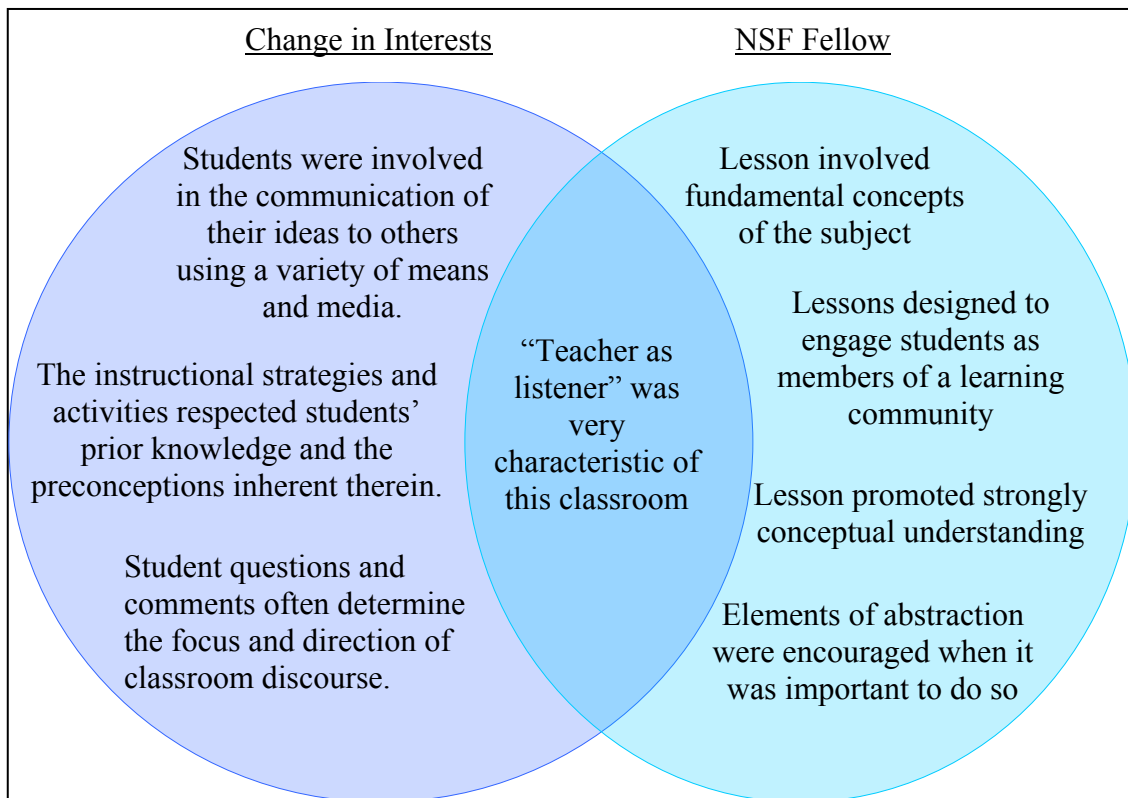 Change in Interests
NSF Fellow
Students were involved
in the communication of
their ideas to others
using a variety of means
and media.
The instructional strategies and
activities respected students’
prior knowledge and the
preconceptions inherent therein.
Student questions and
comments often determine
the focus and direction of
classroom discourse.
“Teacher as
listener” was
very
characteristic of
this classroom
Lesson involved
fundamental concepts
of the subject
Lessons designed to
engage students as
members of a learning
community
Lesson promoted strongly
conceptual understanding
Elements of abstraction
were encouraged when it
was important to do so